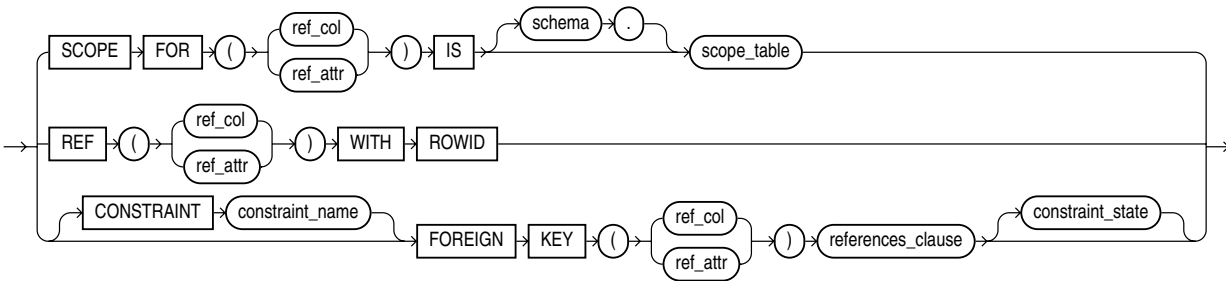 SCOPE FOR ( ref_col ref_attr ) IS schema . scope_table
REF ( ref_col ref_attr ) WITH ROWID
CONSTRAINT constraint_name FOREIGN KEY ( ref_col ref_attr ) references_clause constraint_state